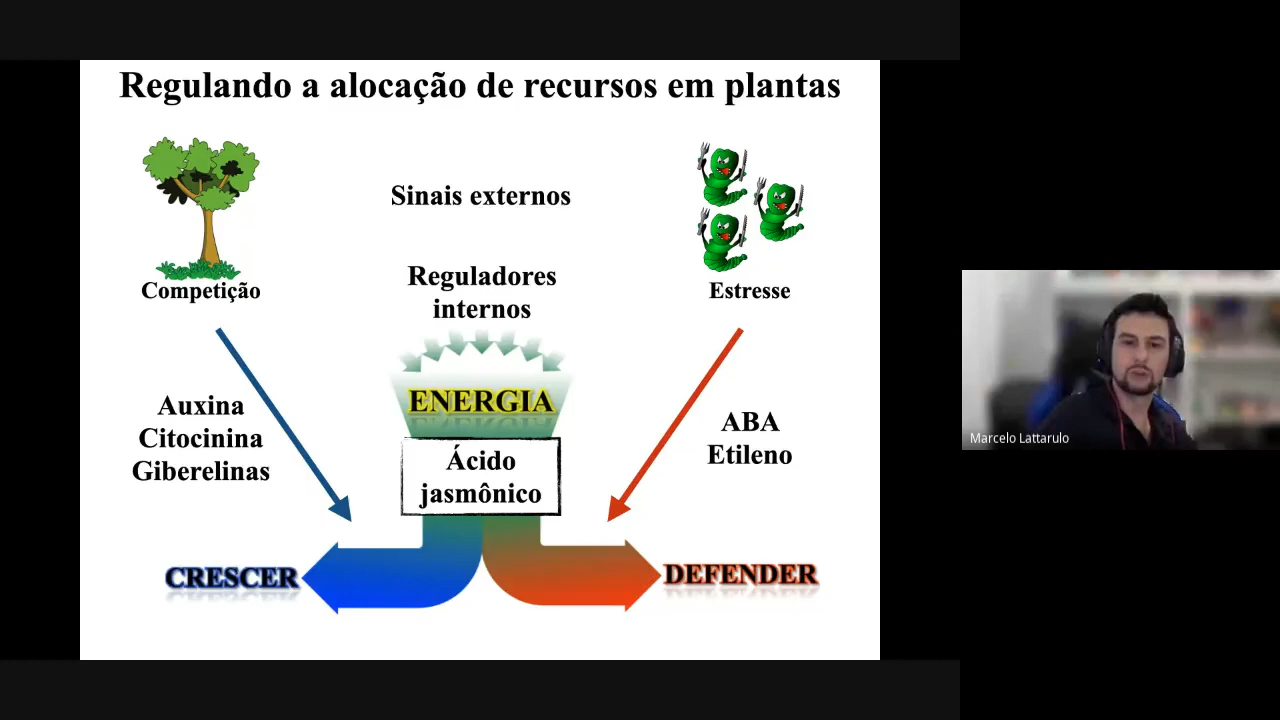 Regulando a alocação de recursos em plantas
Sinais externos
Competição
Reguladores
internos
Estresse
ENERGIA
Auxina
Citocinina
Giberelinas
Ácido
jasmônico
ABA
Etileno
CRESCER
DEFENDER
Marcelo Lattarulo